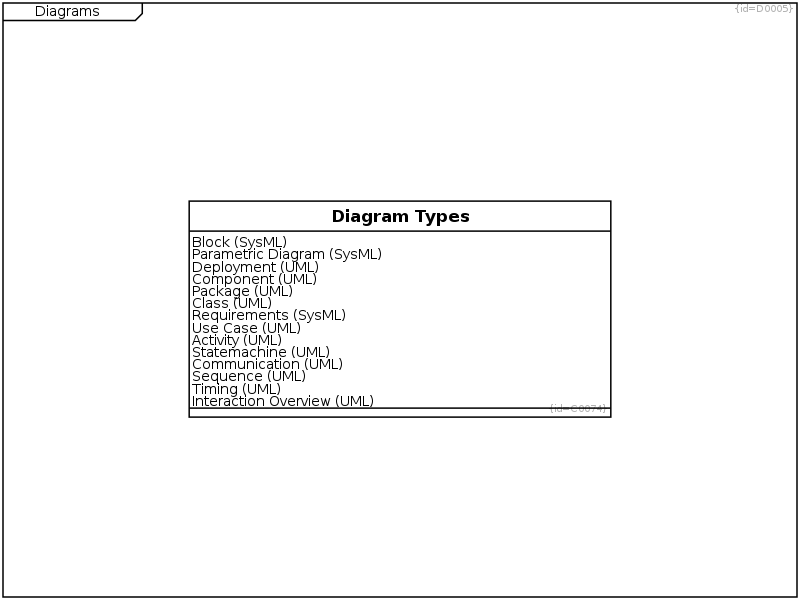 Diagrams
{id=D0005}
Diagram Types
Block (SysML)
Parametric Diagram (SysML)
Deployment (UML)
Component (UML)
Package (UML)
Class (UML)
Requirements (SysML)
Use Case (UML)
Activity (UML)
Statemachine (UML)
Communication (UML)
Sequence (UML)
Timing (UML)
Interaction Overview (UML)
{id=C0074}